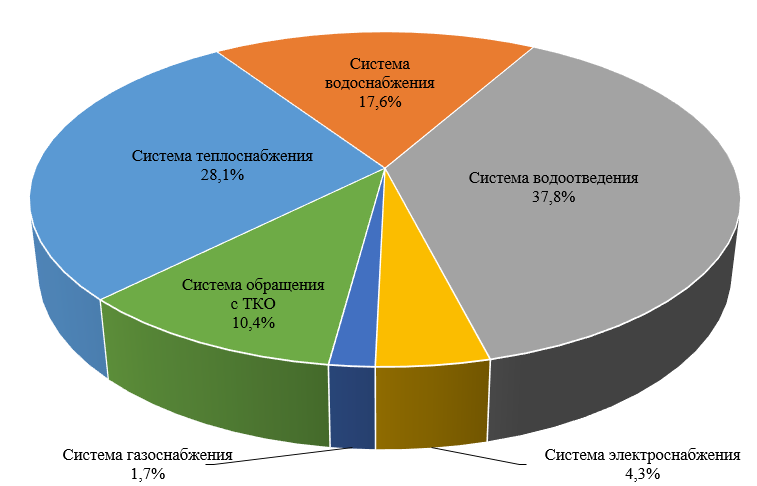 Система
водоснабжения
17,6%
Система теплоснабжения
28,1%
Система водоотведения
37,8%
Система обращения
с ТКО
10,4%
Система газоснабжения
1,7%
Система электроснабжения
4,3%